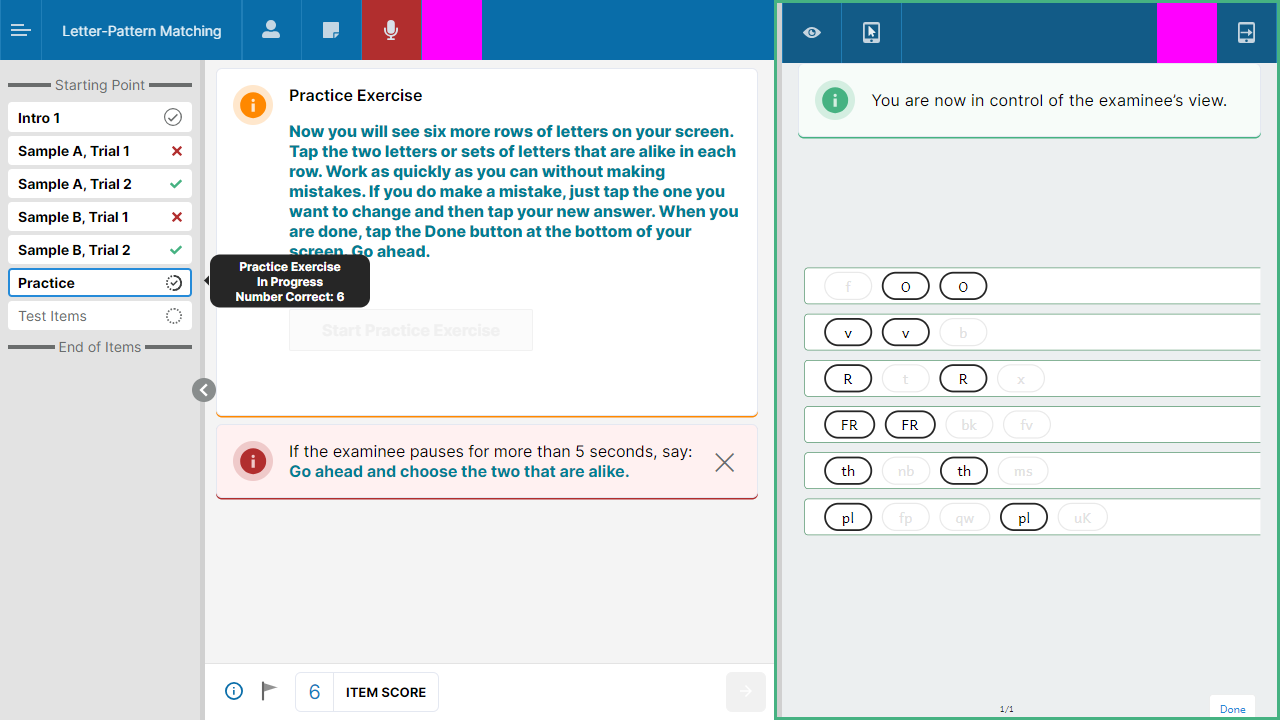 Letter-Pattern Matching
Starting Point
Intro 1
Sample A, Trial 1
Sample A, Trial 2
Sample B, Trial 1
Sample B, Trial 2
Practice
Test Items
End of Items
Practice Exercise
In Progress
Number Correct: 6
Practice Exercise
Now you will see six more rows of letters on your screen.
Tap the two letters or sets of letters that are alike in each
row. Work as quickly as you can without making
mistakes. If you do make a mistake, just tap the one you
want to change and then tap your new answer. When you
are done, tap the Done button at the bottom of your
screen. Go ahead.
Start Practice Exercise
If the examinee pauses for more than 5 seconds, say:
Go ahead and choose the two that are alike.
6 ITEM SCORE
You are now in control of the examinee's view.
f O O
v v b
R t R x
FR FR bk fv
th nb th ms
pl fp qw pl uK
1/1
Done